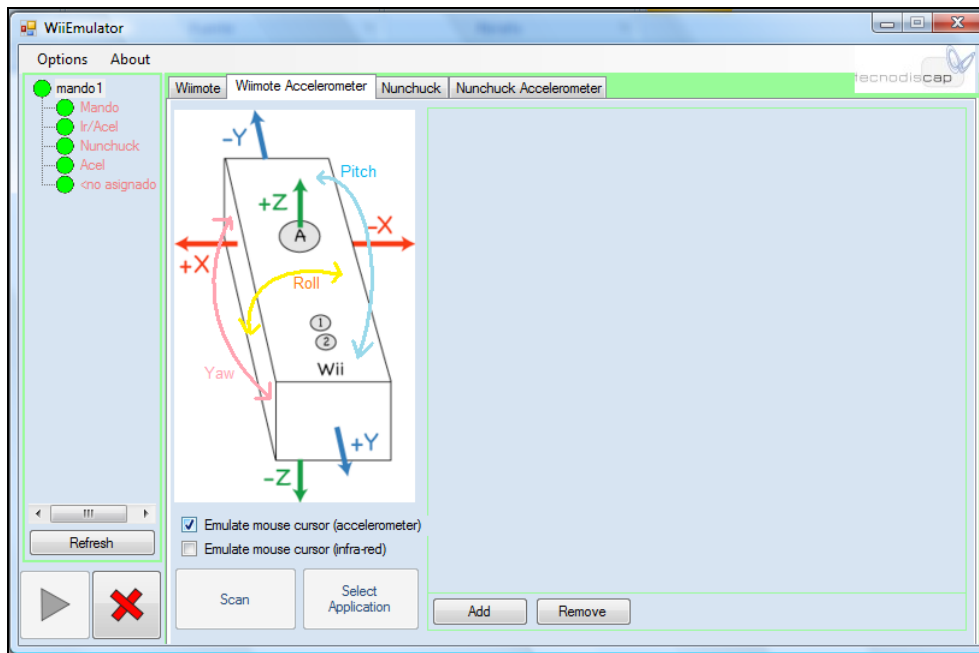 WiiEmulator
Options About
tecnodiscap
mando1
Mando
Ir/Acel
Nunchuck
Acel
<no asignado
Wiimote Wiimote Accelerometer Nunchuck Nunchuck Accelerometer
-Y
Pitch
+Z
A
-X
+X
Roll
1
2
Wii
Yaw
+Y
-Z
Emulate mouse cursor (accelerometer)
Emulate mouse cursor (infra-red)
Refresh
Scan
Select
Application
Add Remove